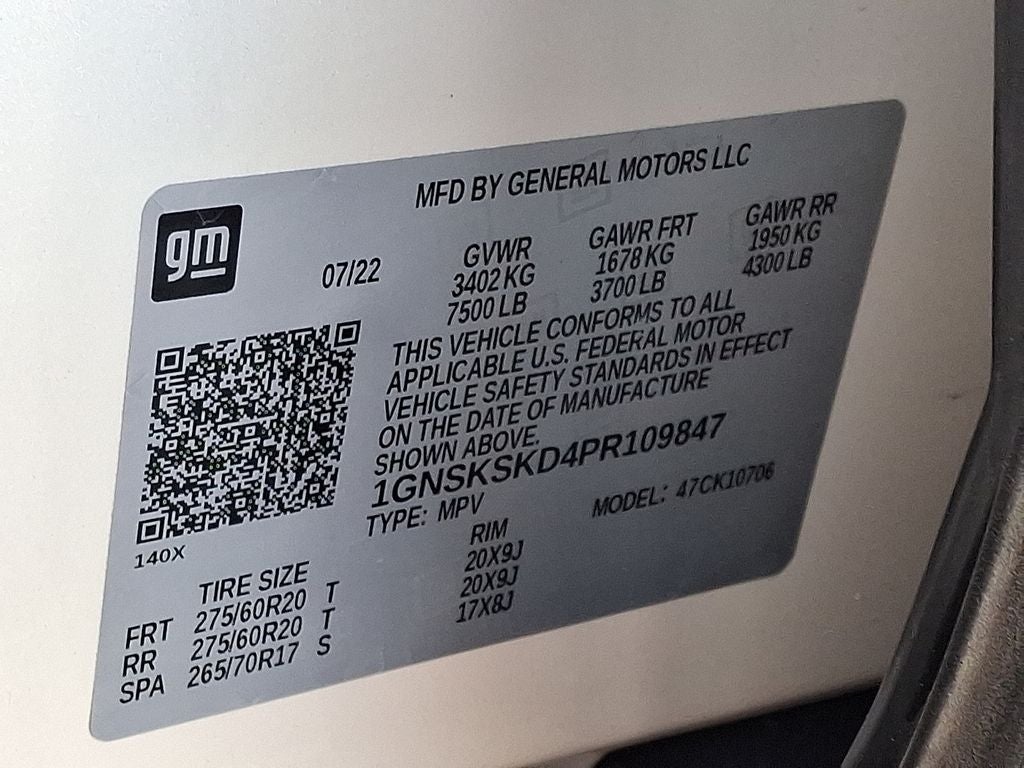 MFD BY GENERAL MOTORS LLC
gm
07/22
GVWR GAWR FRT GAWR RR
3402 KG 1678 KG 1950 KG
7500 LB 3700 LB 4300 LB
THIS VEHICLE CONFORMS TO ALL
APPLICABLE U.S. FEDERAL MOTOR
VEHICLE SAFETY STANDARDS IN EFFECT
ON THE DATE OF MANUFACTURE
SHOWN ABOVE.
1GNSKSKD4PR109847
TYPE: MPV MODEL: 47CK10706
140X
TIRE SIZE RIM
FRT 275/60R20 T 20X9J
RR 275/60R20 T 20X9J
SPA 265/70R17 S 17X8J